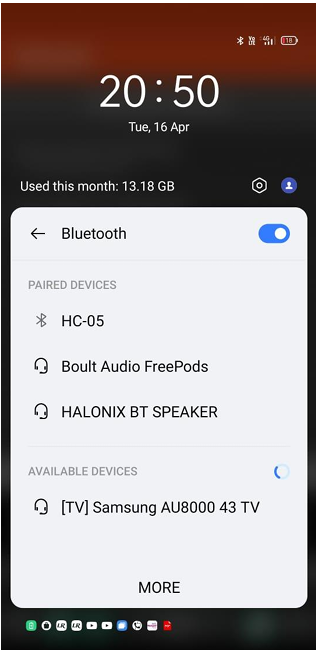 20:50
Tue, 16 Apr
Used this month: 13.18 GB
Bluetooth
PAIRED DEVICES
HC-05
Boult Audio FreePods
HALONIX BT SPEAKER
AVAILABLE DEVICES
[TV] Samsung AU8000 43 TV
MORE